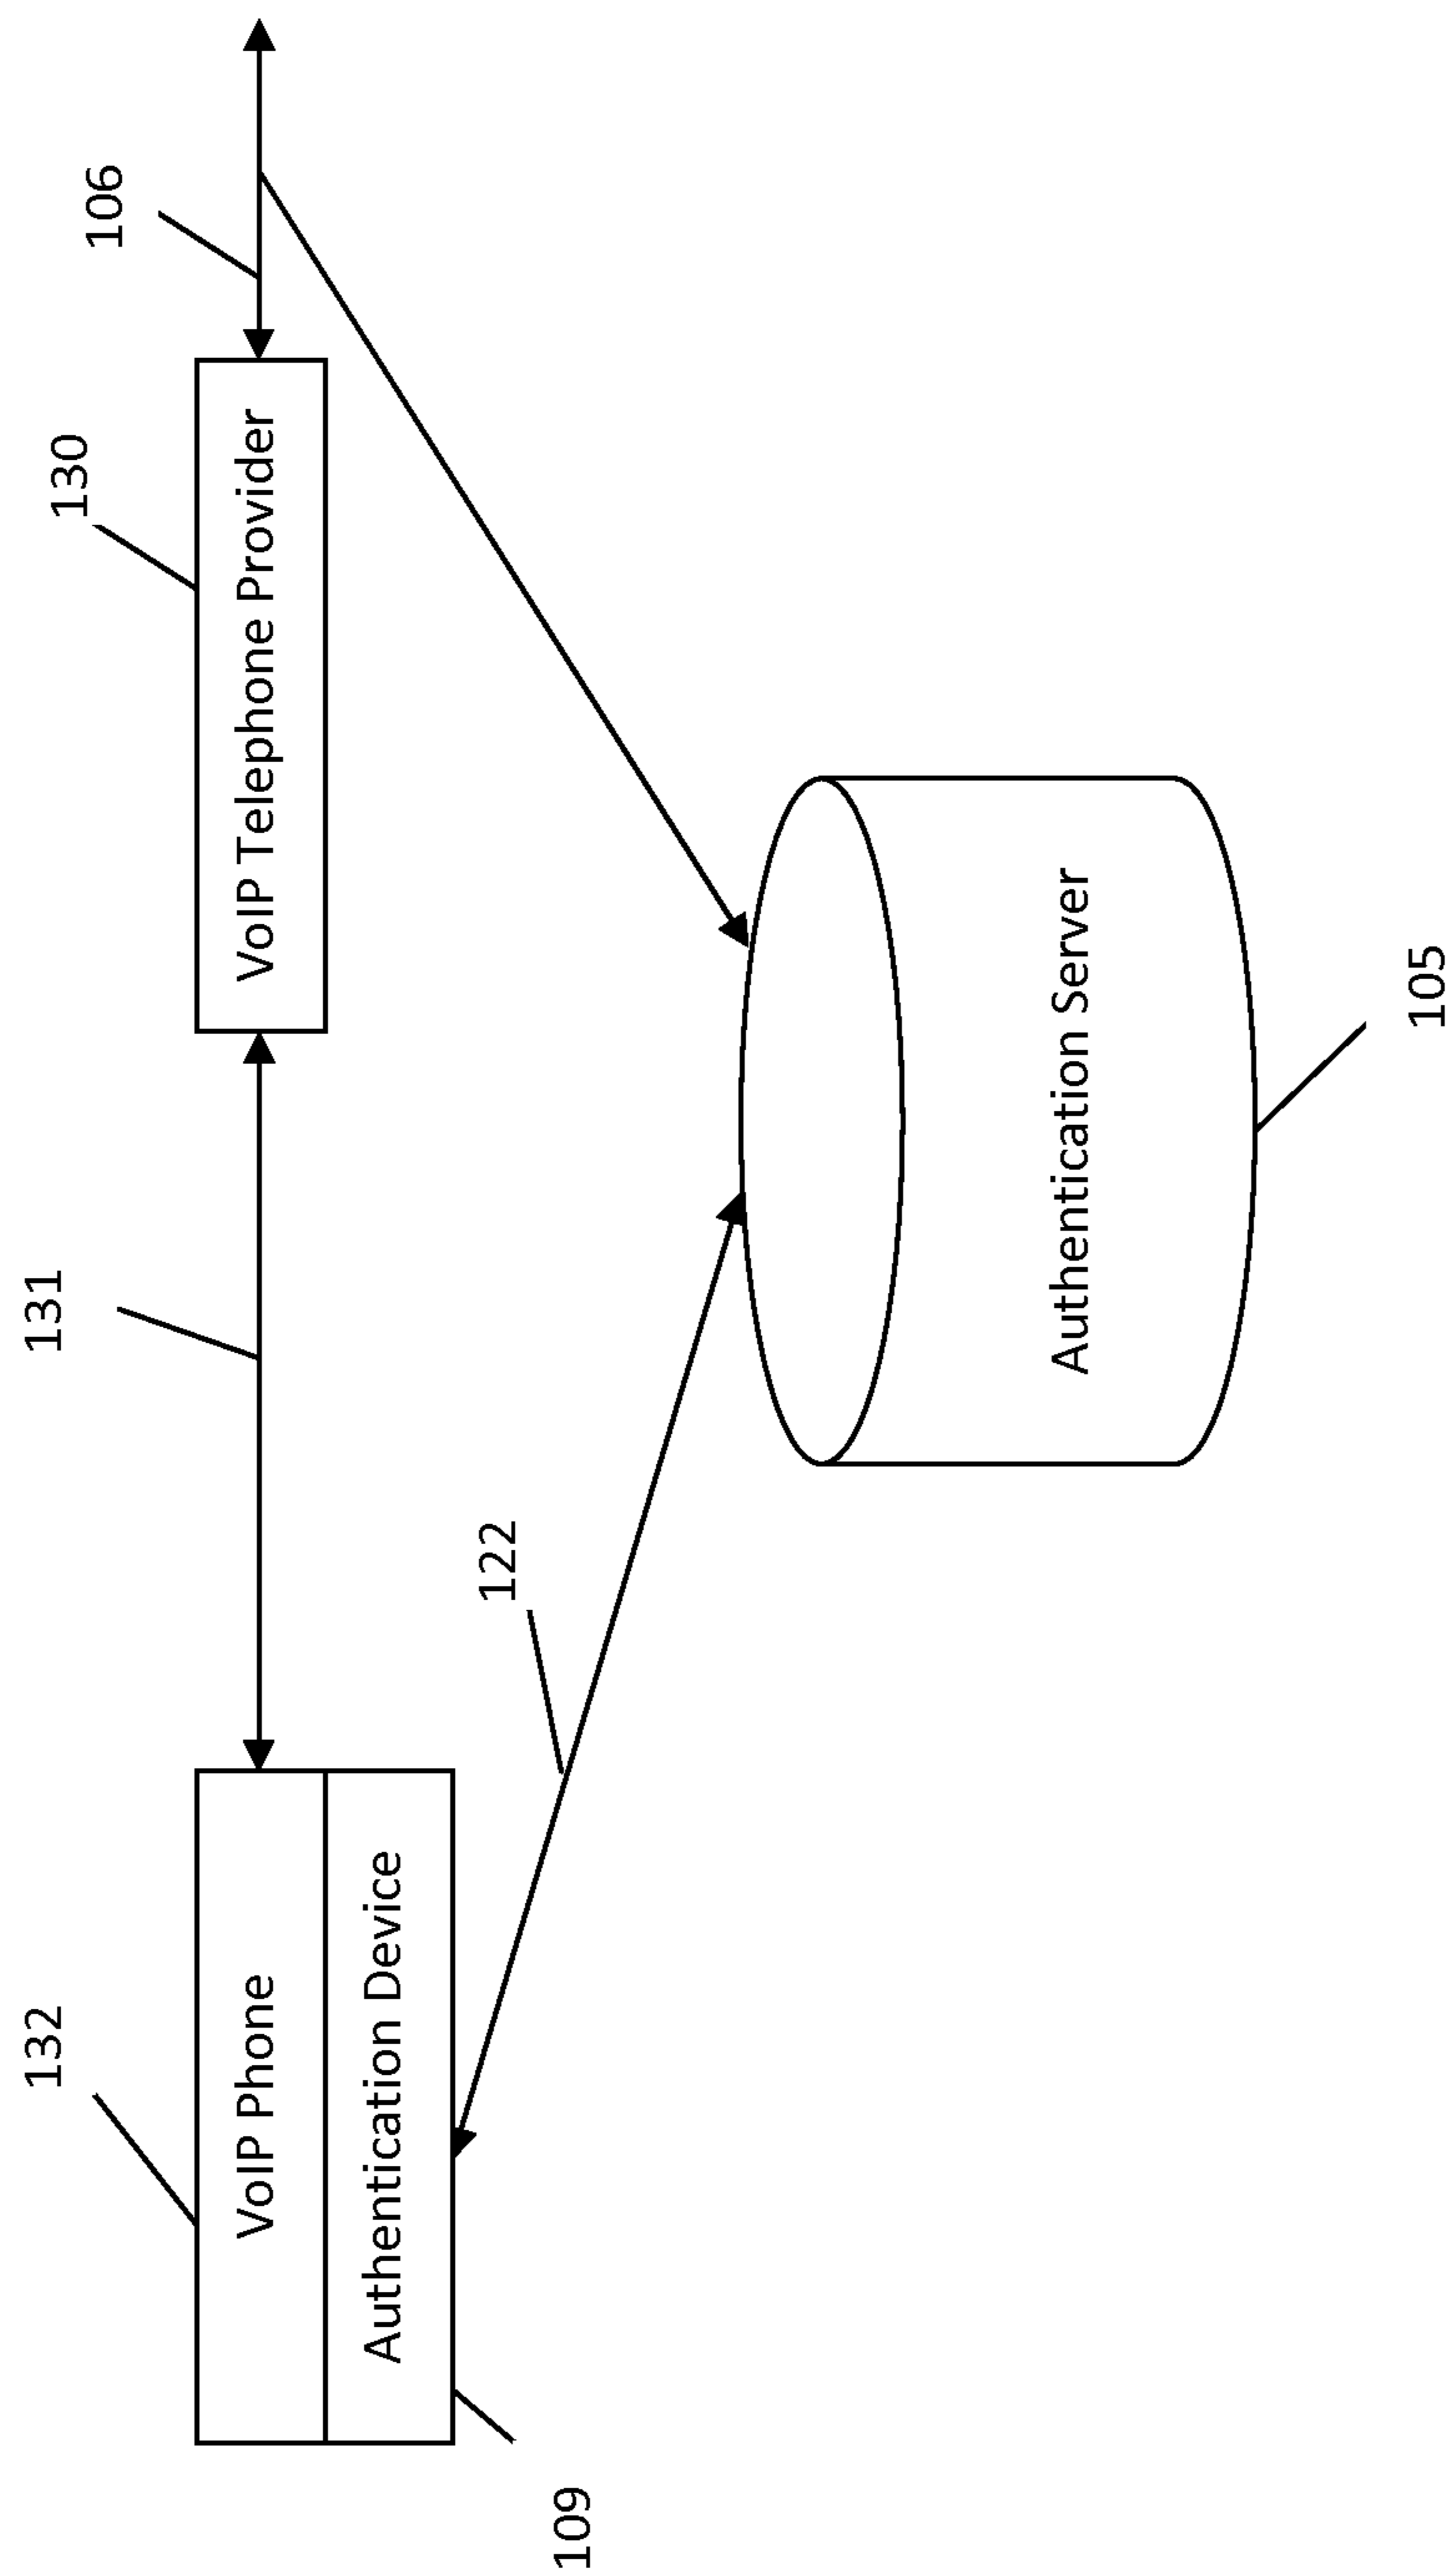 132
131
130
106
VoIP Phone
VoIP Telephone Provider
Authentication Device
122
109
Authentication Server
105